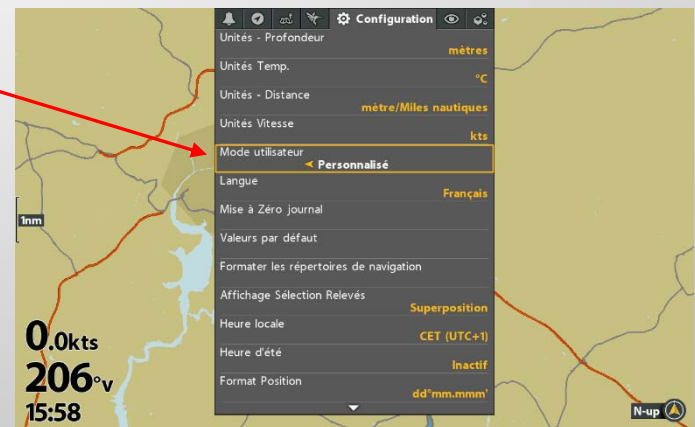 Configuration
Unités - Profondeur
mètres
Unités Temp.
°C
Unités - Distance
mètre/Miles nautiques
Unités Vitesse
kts
Mode utilisateur
Personnalisé
Langue
Français
Mise à Zéro journal
Valeurs par défaut
Formater les répertoires de navigation
Affichage Sélection Relevés
Superposition
Heure locale
CET (UTC+1)
Heure d'été
Inactif
Format Position
dd°mm.mmm'
1nm
0.0kts
206°v
15:58
N-up